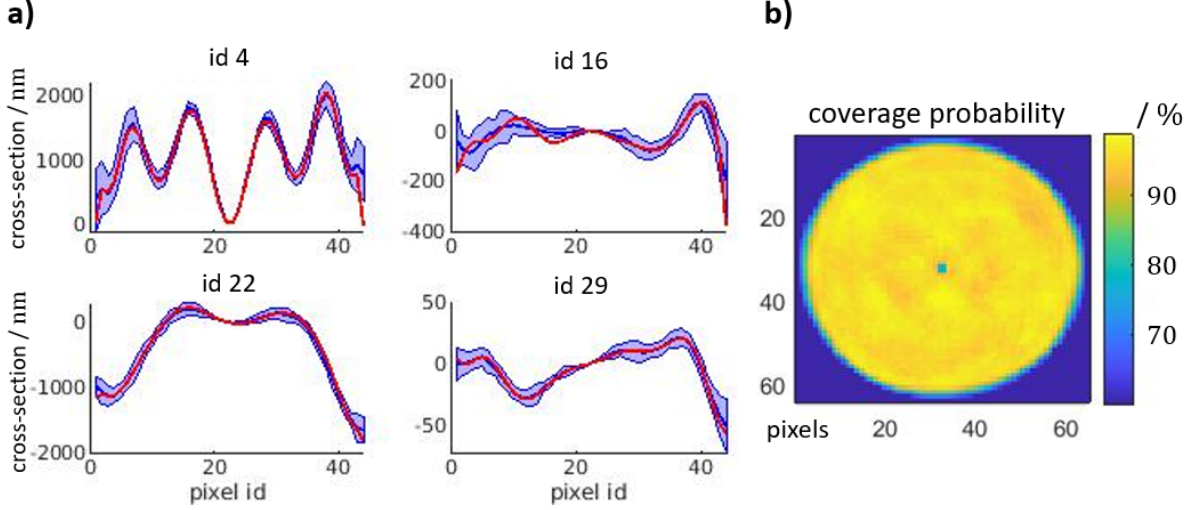 a)
b)
id 4
cross-section / nm
2000
1000
0
0
20
40
id 16
200
0
-200
-400
0
20
40
id 22
cross-section / nm
0
-1000
-2000
0
20
40
pixel id
id 29
50
0
-50
0
20
40
pixel id
coverage probability
/ %
20
40
60
pixels
20
40
60
90
80
70